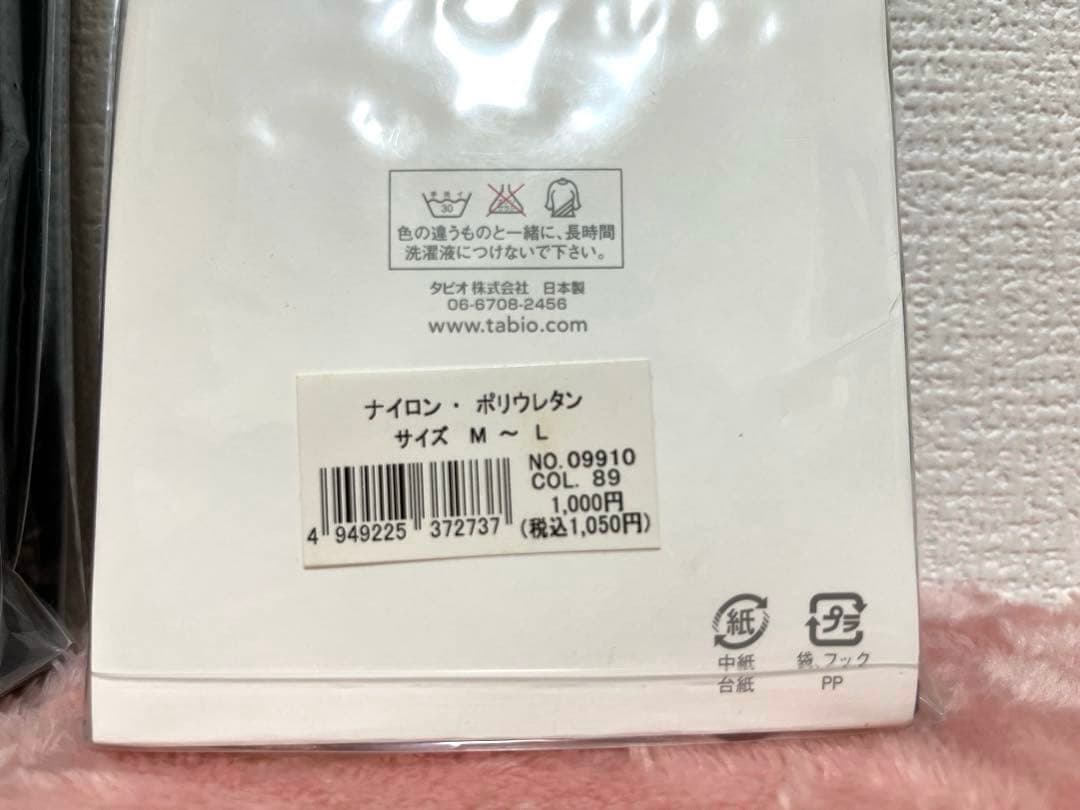 手洗イ
30
色の違うものと一緒に、長時間
洗濯液につけないで下さい。
タビオ株式会社　日本製
06-6708-2456
www.tabio.com
ナイロン・ポリウレタン
サイズ M ～ L
NO. 09910
COL. 89
1,000円
(税込1,050円)
4 949225 372737
紙
中紙
台紙
プラ
袋、フック
PP